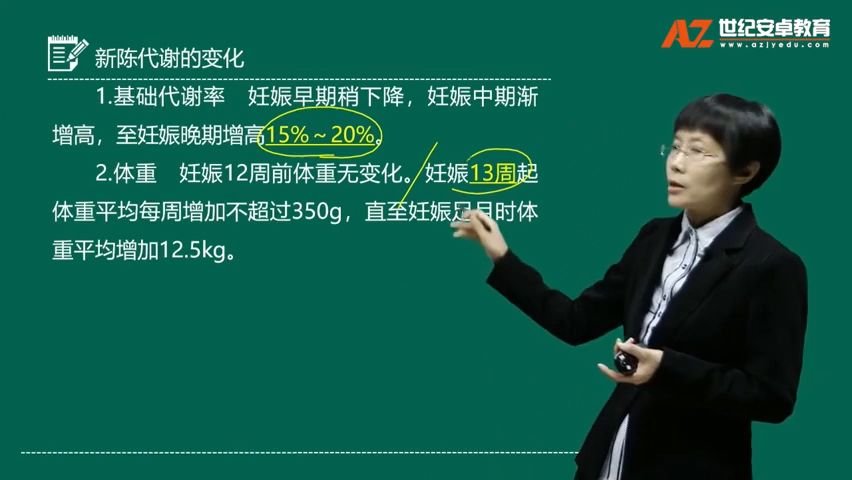 AZ 世纪安卓教育
www.azjyedu.com
新陈代谢的变化
1.基础代谢率 妊娠早期稍下降，妊娠中期渐
增高，至妊娠晚期增高15%～20%。
2.体重 妊娠12周前体重无变化。妊娠13周起
体重平均每周增加不超过350g，直至妊娠足月时体
重平均增加12.5kg。